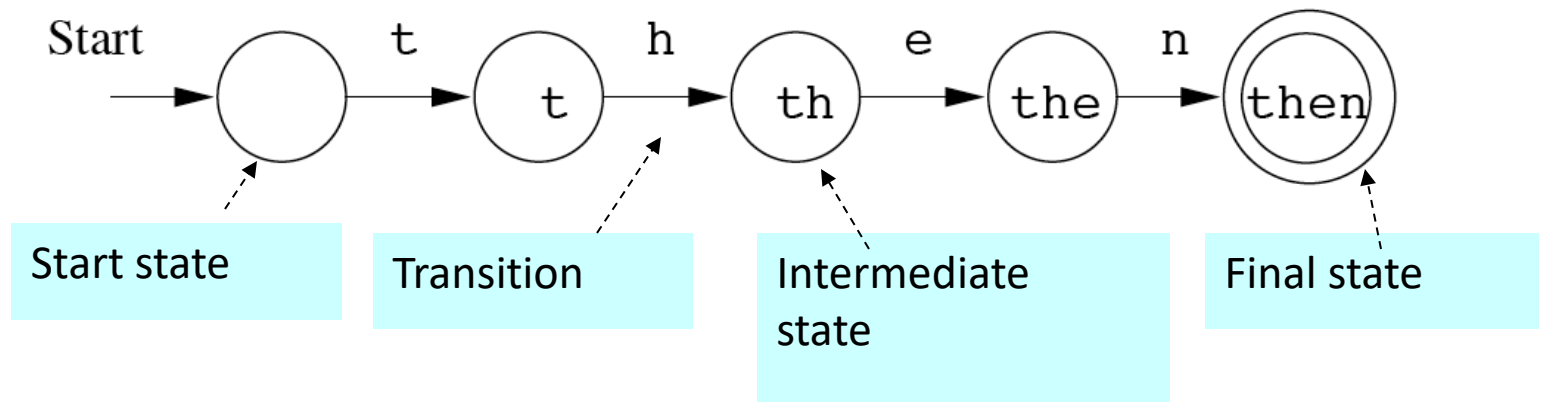 Start t h e n
t th the then
Start state
Transition
Intermediate
state
Final state